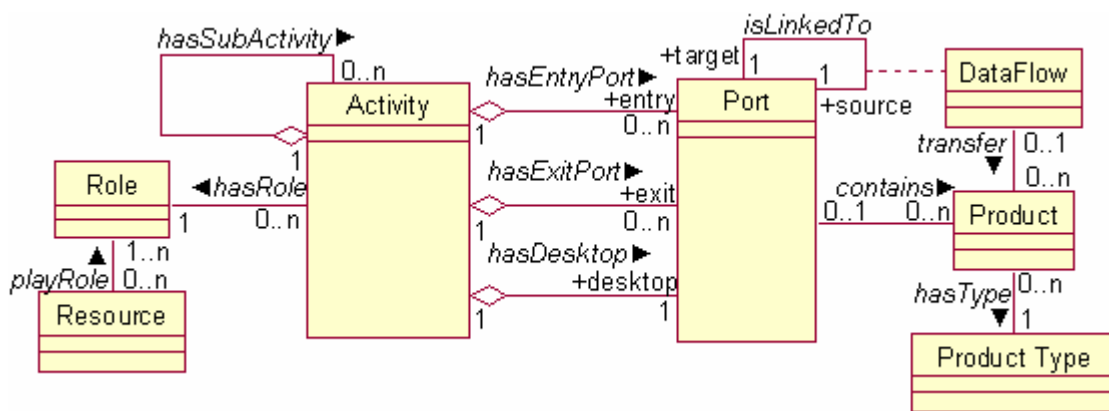 isLinkedTo
hasSubActivity▶
+target
0..n
hasEntryPort▶
1
1
DataFlow
Activity
+entry
Port
+source
1
0..n
transfer
0..1
1
▼
hasExitPort▶
contains▶
0..n
Role
◀hasRole
+exit
0..1
0..n
Product
1
0..n
1
0..n
1..n
hasDesktop▶
▲
playRole
0..n
+desktop
hasType
0..n
Resource
1
1
▼
1
Product Type